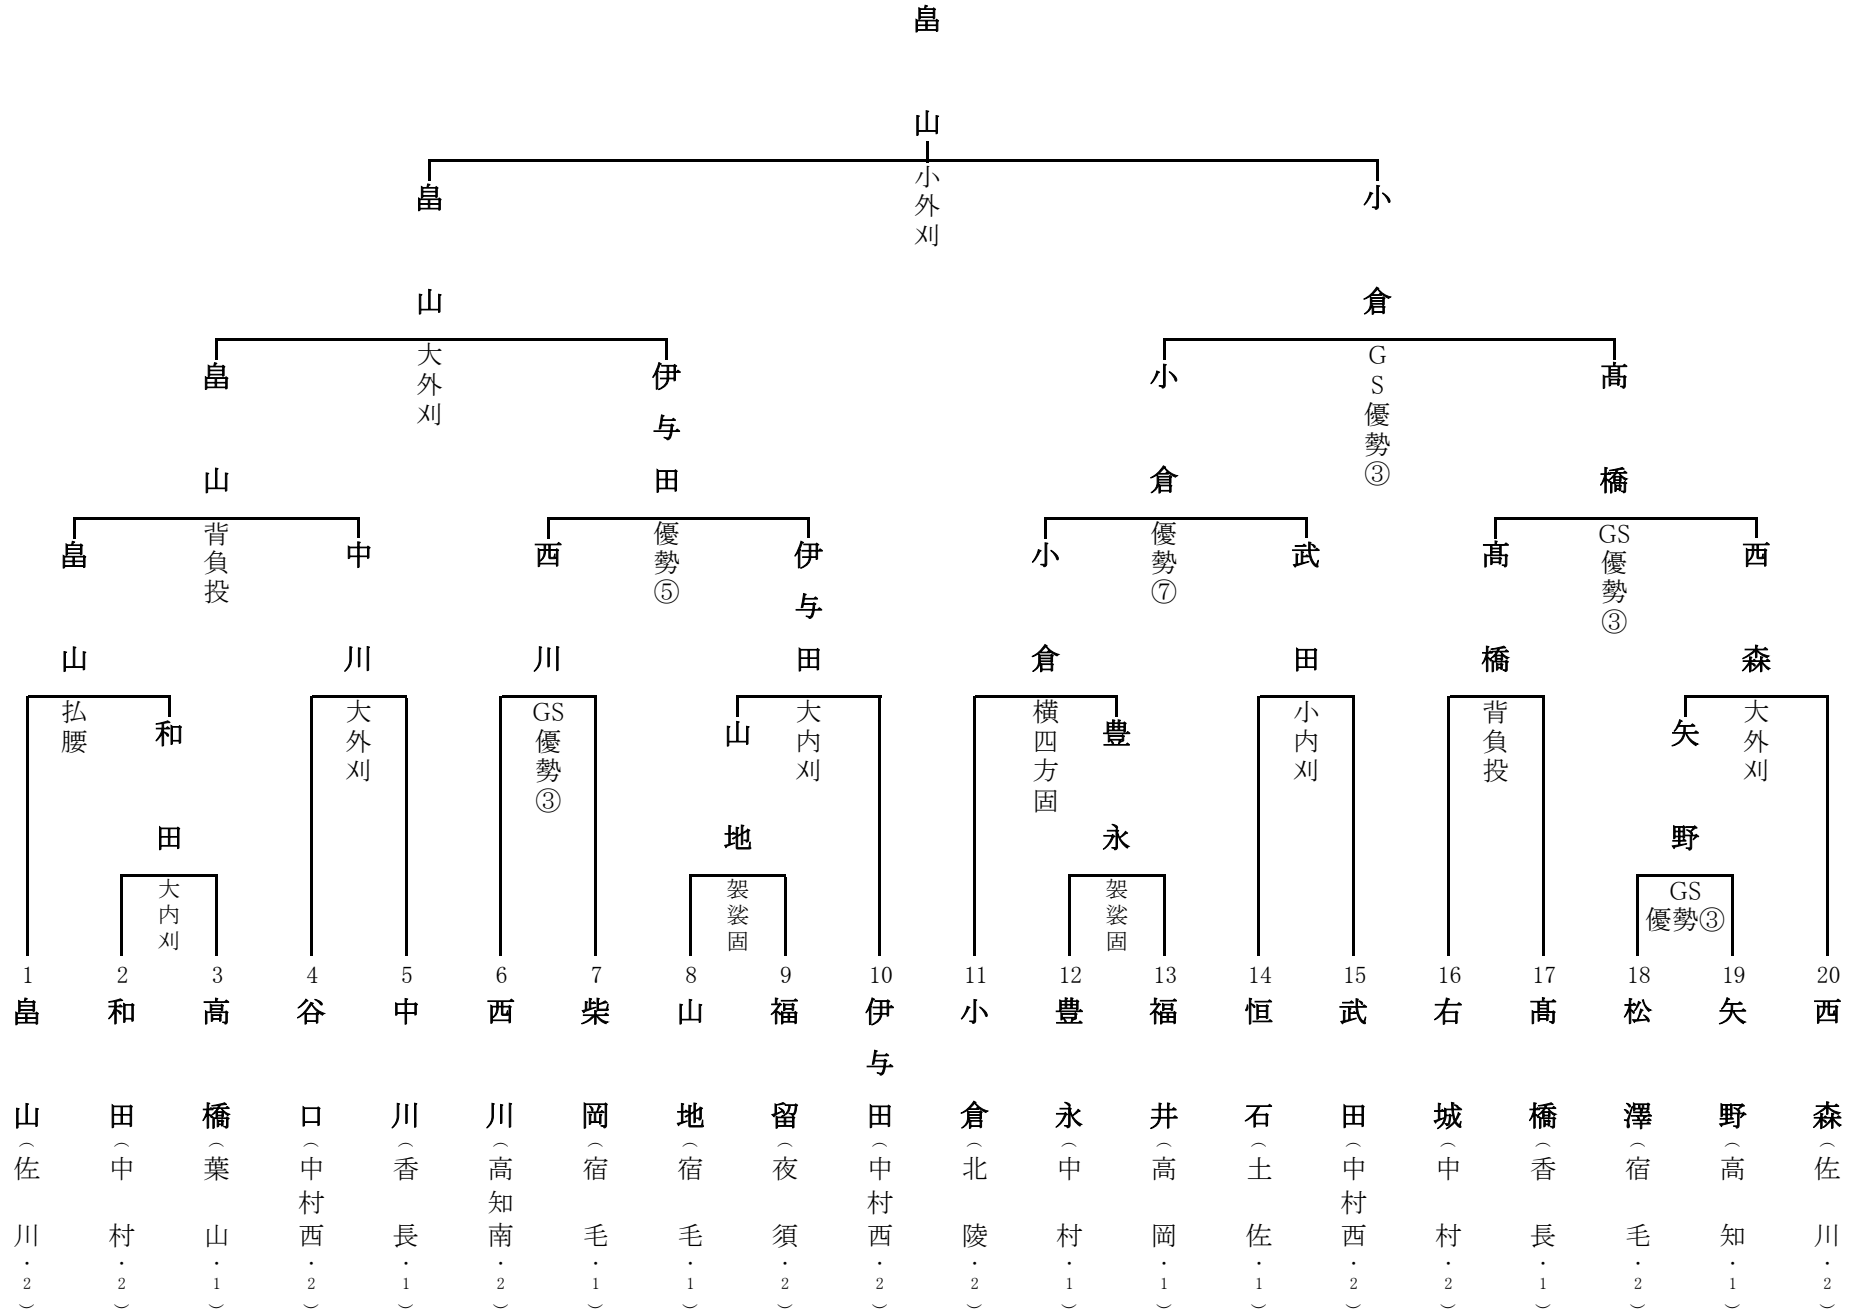 畠山
小外刈
畠山
小倉
大外刈
GS優勢③
畠山
伊与田
小倉
髙橋
背負投
優勢⑤
優勢⑦
GS優勢③
畠山
中川
西川
伊与田
小倉
武田
髙橋
西森
払腰
大外刈
GS優勢③
大内刈
横四方固
小内刈
背負投
大外刈
和田
山地
豊永
矢野
大内刈
袈裟固
袈裟固
GS
優勢③
1 畠山（佐川・2）
2 和田（中村・2）
3 高橋（葉山・1）
4 谷口（中村西・2）
5 中川（香長・1）
6 西川（高知南・2）
7 柴岡（宿毛・1）
8 山地（宿毛・1）
9 福留（夜須・2）
10 伊与田（中村西・2）
11 小倉（北陵・2）
12 豊永（中村・1）
13 福井（高岡・1）
14 恒石（土佐・1）
15 武田（中村西・2）
16 右城（中村・2）
17 髙橋（香長・1）
18 松澤（宿毛・2）
19 矢野（高知・1）
20 西森（佐川・2）